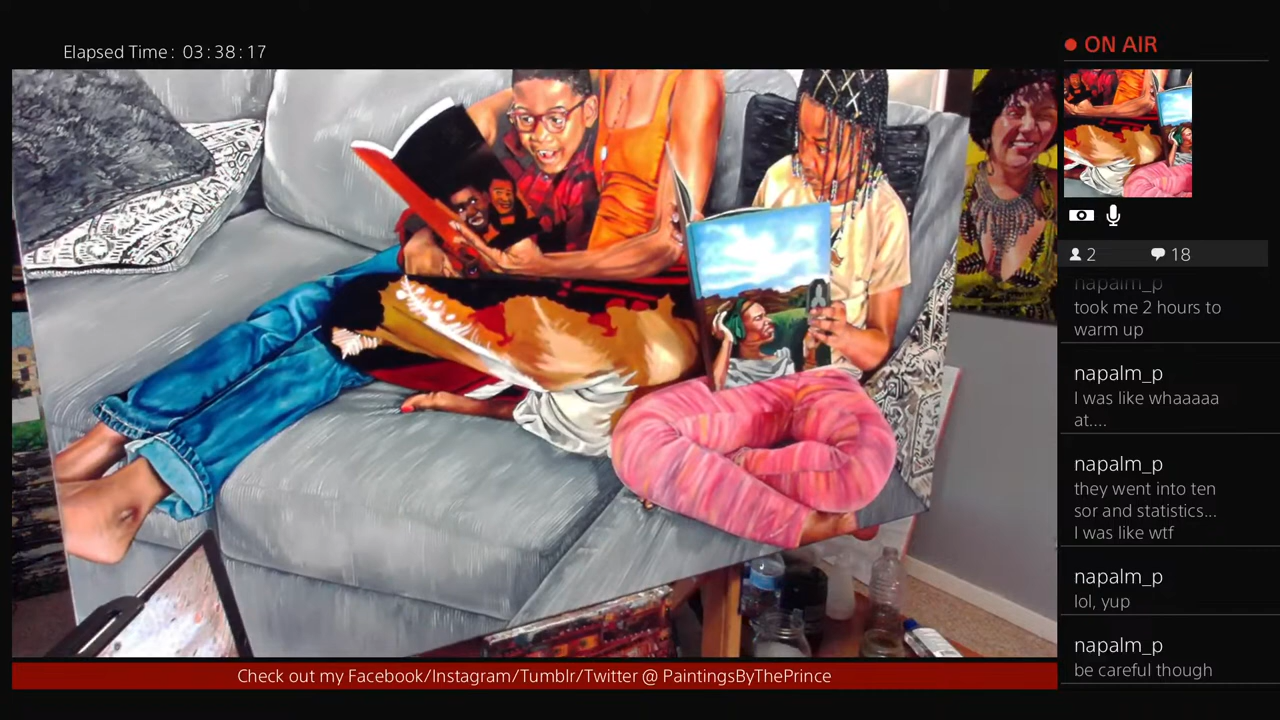 Elapsed Time: 03:38:17
ON AIR
2
18
napalm_p
took me 2 hours to
warm up
napalm_p
I was like whaaaaa
at....
napalm_p
they went into ten
sor and statistics...
I was like wtf
napalm_p
lol, yup
napalm_p
be careful though
Check out my Facebook/Instagram/Tumblr/Twitter @ PaintingsByThePrince